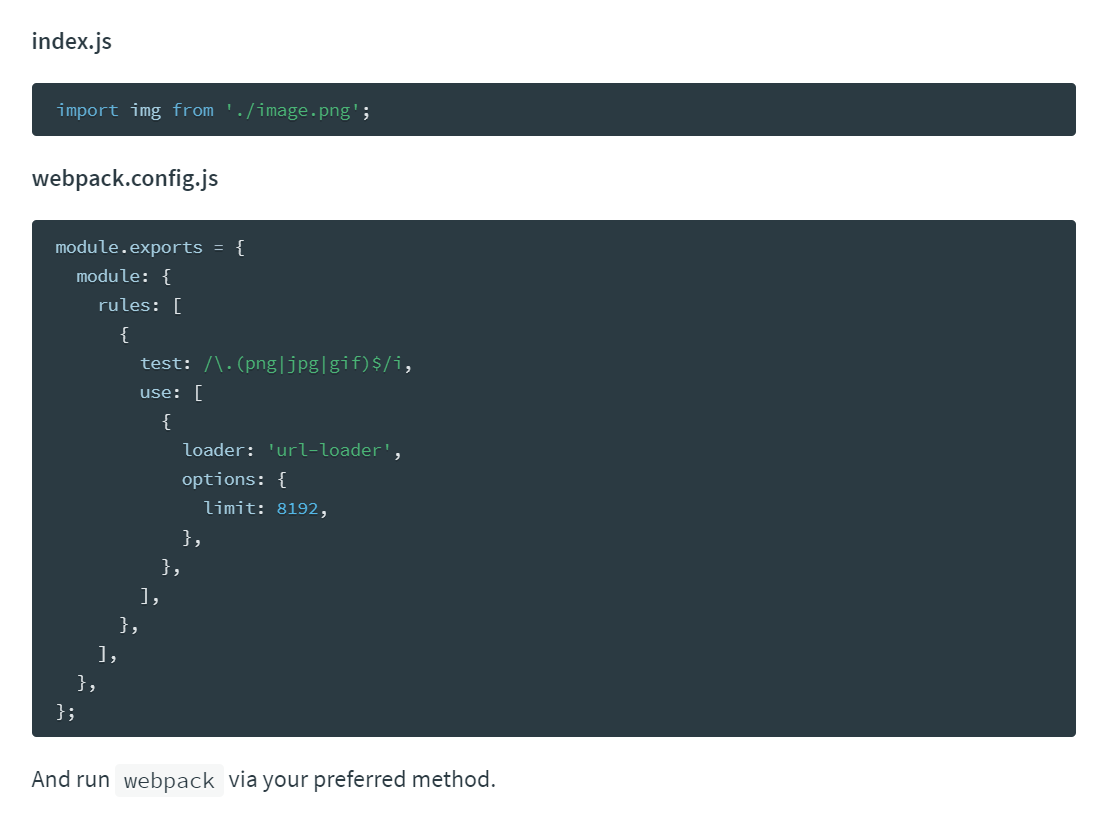 index.js
import img from './image.png';
webpack.config.js
module.exports = {
  module: {
    rules: [
      {
        test: /\.(png|jpg|gif)$/i,
        use: [
          {
            loader: 'url-loader',
            options: {
              limit: 8192,
            },
          },
        ],
      },
    ],
  },
};
And run webpack via your preferred method.